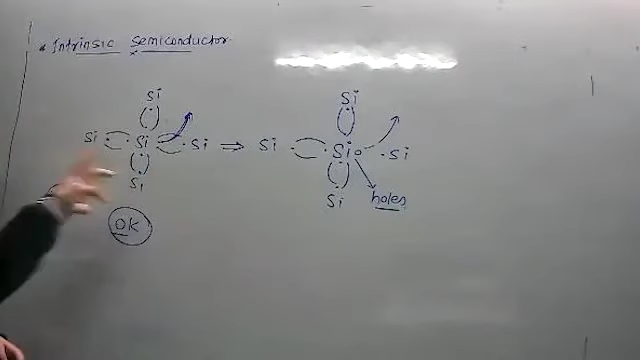 Intrinsic semiconductor
Si Si
Si Si Si ⇒ Si Si Si
Si Si
holes
OK